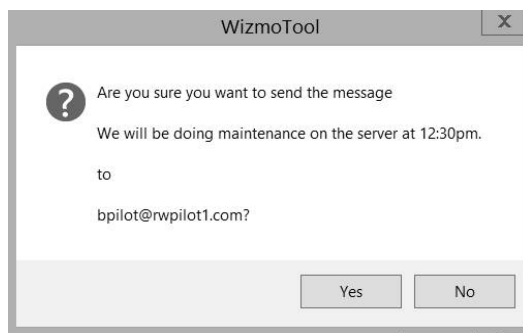 WizmoTool
X
?
Are you sure you want to send the message
We will be doing maintenance on the server at 12:30pm.
to
bpilot@rwpilot1.com?
Yes No